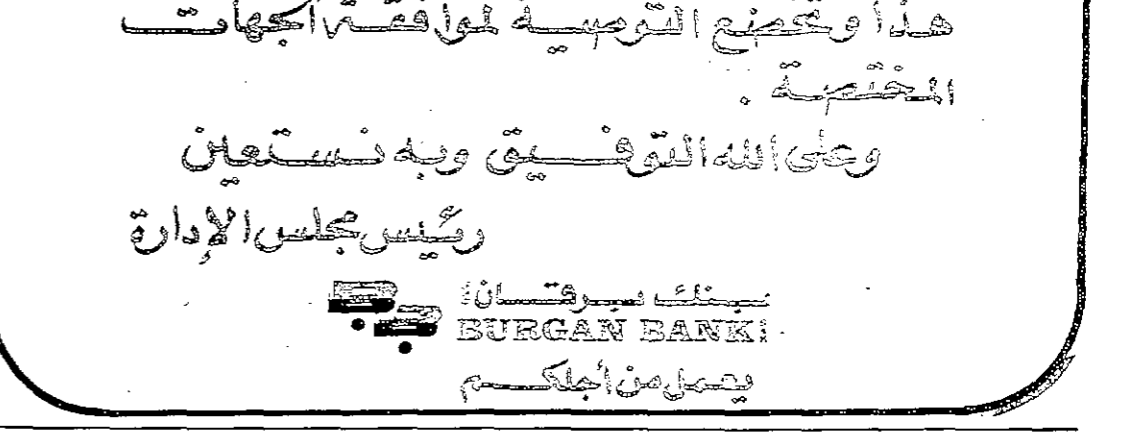 هذا وتخضع التوصية لموافقة الجهات
المختصة .
وعلى الله التوفيق وبه نستعين
رئيس مجلس الإدارة
بنك برقان
BURGAN BANK
يعمل من أجلكم